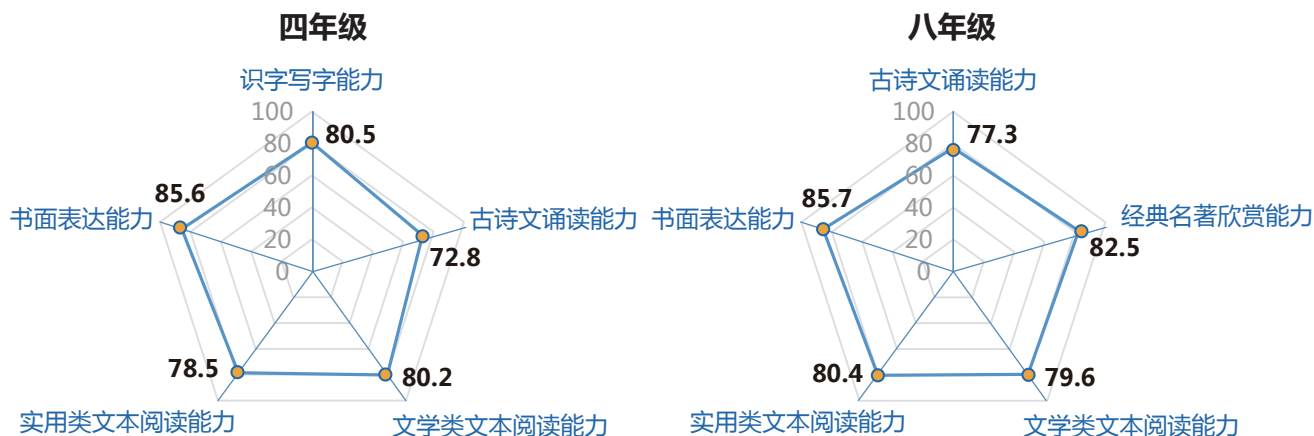 四年级
识字写字能力
100
80
60
40
20
0
80.5
古诗文诵读能力
72.8
80.2
文学类文本阅读能力
78.5
实用类文本阅读能力
85.6
书面表达能力
八年级
古诗文诵读能力
100
80
60
40
20
0
77.3
经典名著欣赏能力
82.5
79.6
文学类文本阅读能力
80.4
实用类文本阅读能力
85.7
书面表达能力